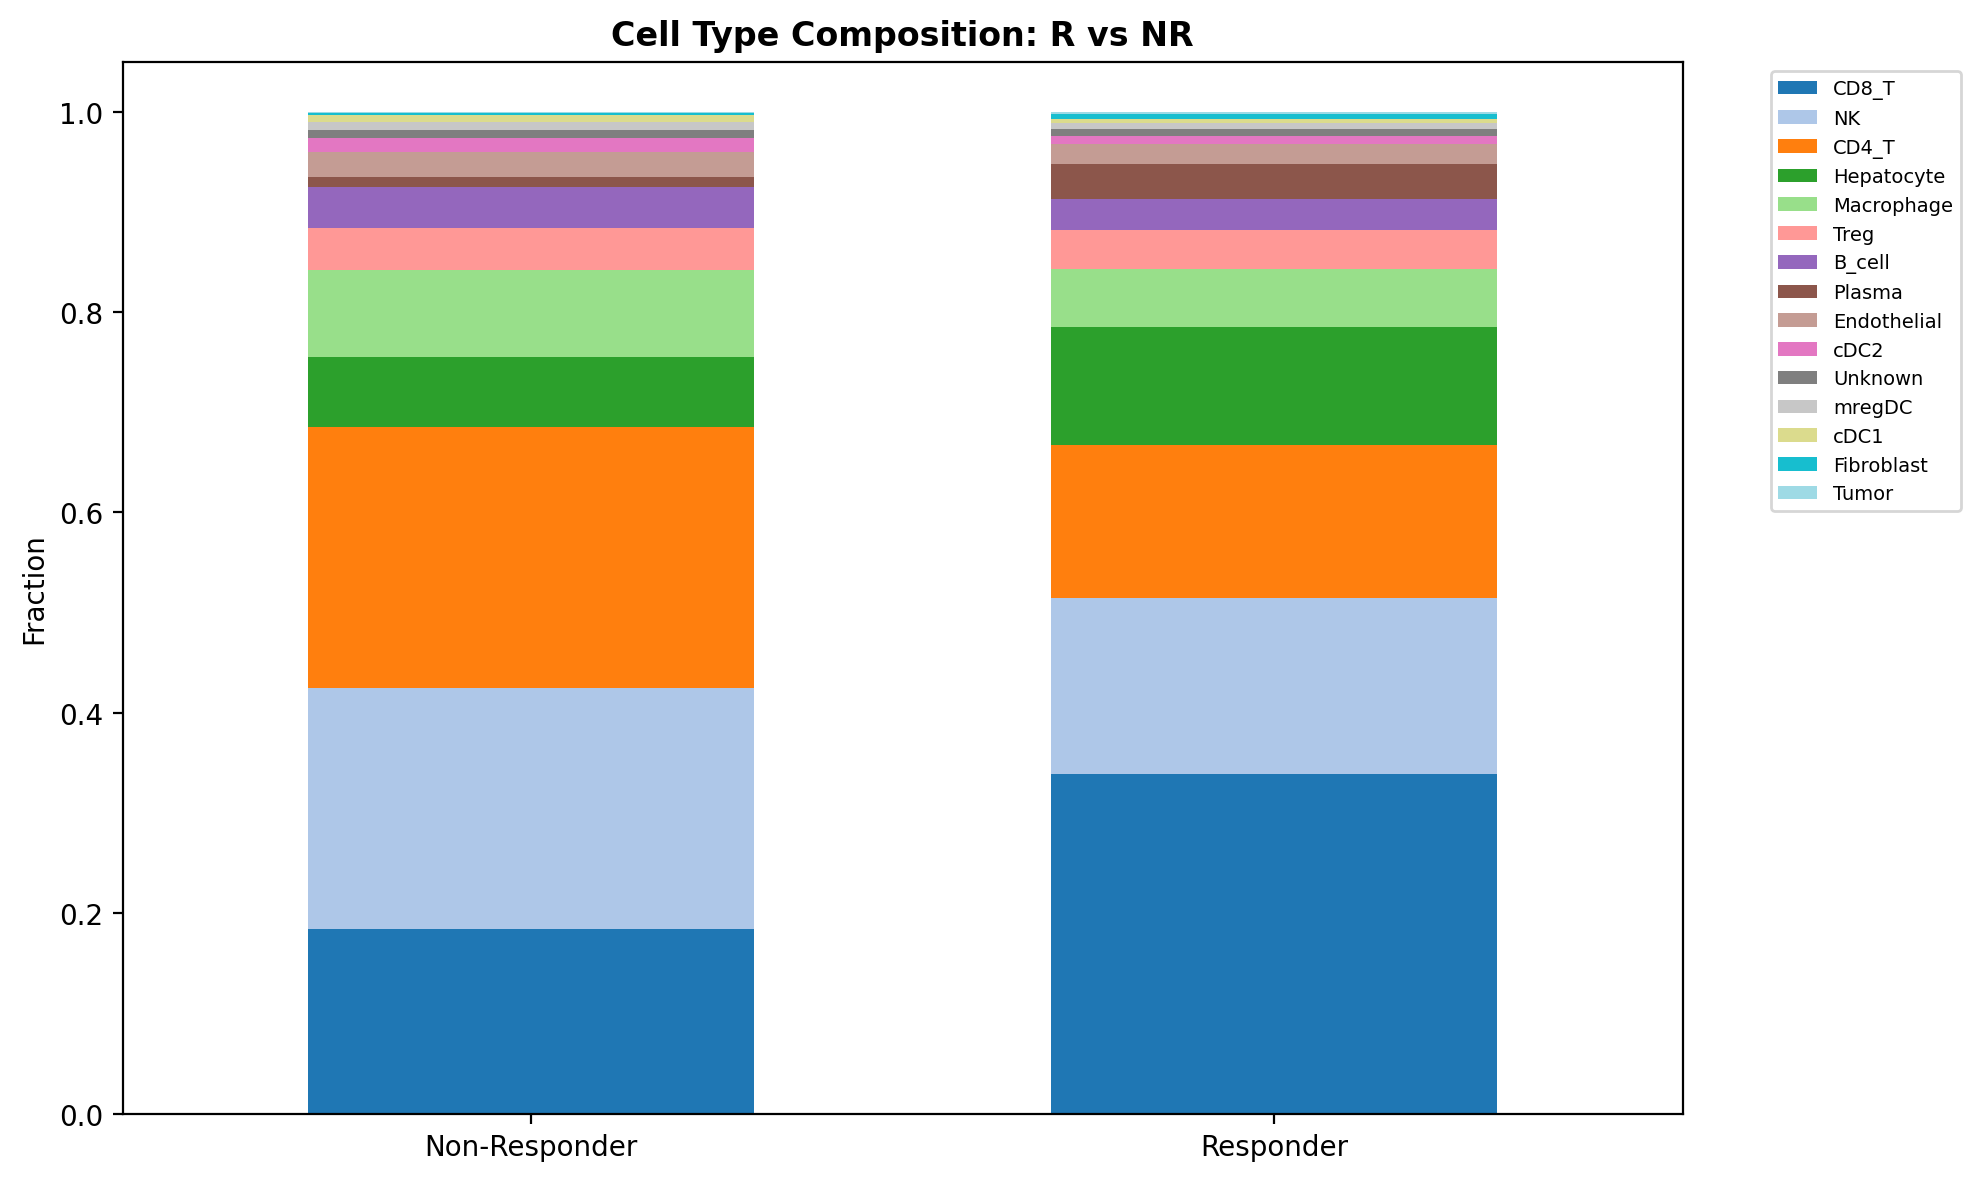 Cell Type Composition: R vs NR
Fraction
1.0
0.8
0.6
0.4
0.2
0.0
Non-Responder
Responder
CD8_T
NK
CD4_T
Hepatocyte
Macrophage
Treg
B_cell
Plasma
Endothelial
cDC2
Unknown
mregDC
cDC1
Fibroblast
Tumor